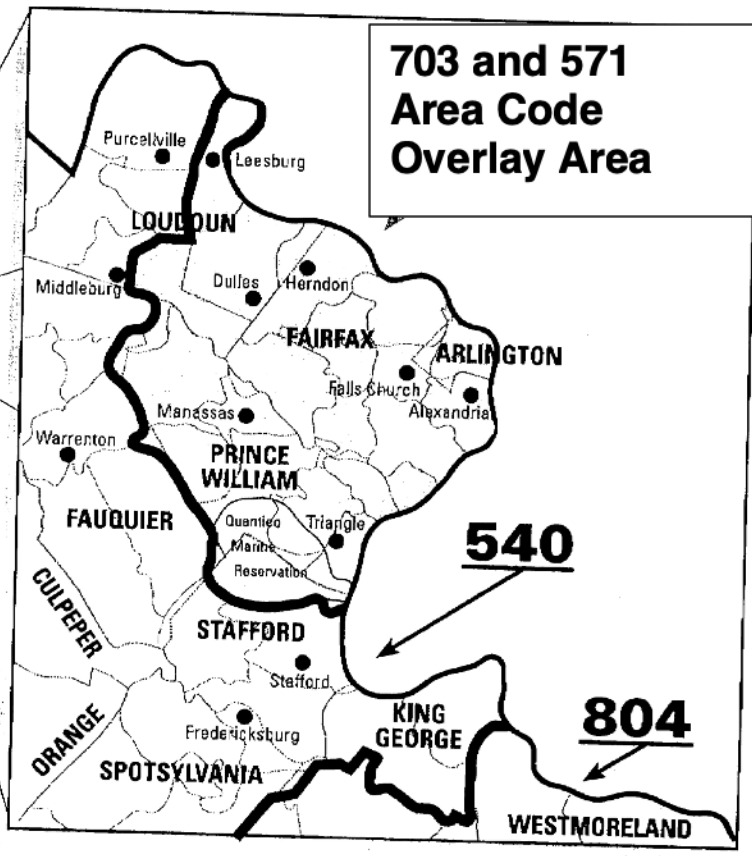 703 and 571
Area Code
Overlay Area
Purcellville
Leesburg
LOUDOUN
Middleburg
Dulles
Herndon
FAIRFAX
ARLINGTON
Falls Church
Alexandria
Manassas
Warrenton
PRINCE
WILLIAM
FAUQUIER
Quantico
Marine
Reservation
Triangle
540
CULPEPER
STAFFORD
Stafford
KING
GEORGE
804
ORANGE
Fredericksburg
SPOTSYLVANIA
WESTMORELAND